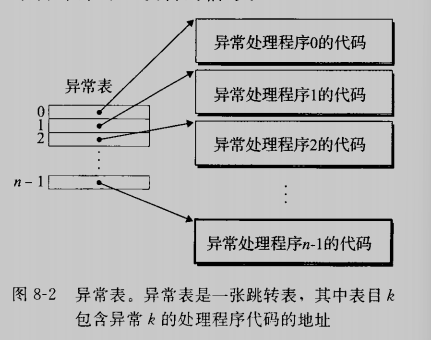 异常处理程序0的代码
异常表
异常处理程序1的代码
0
1
异常处理程序2的代码
2
n-1
异常处理程序n-1的代码
图 8-2 异常表。异常表是一张跳转表，其中表目 k
包含异常 k 的处理程序代码的地址